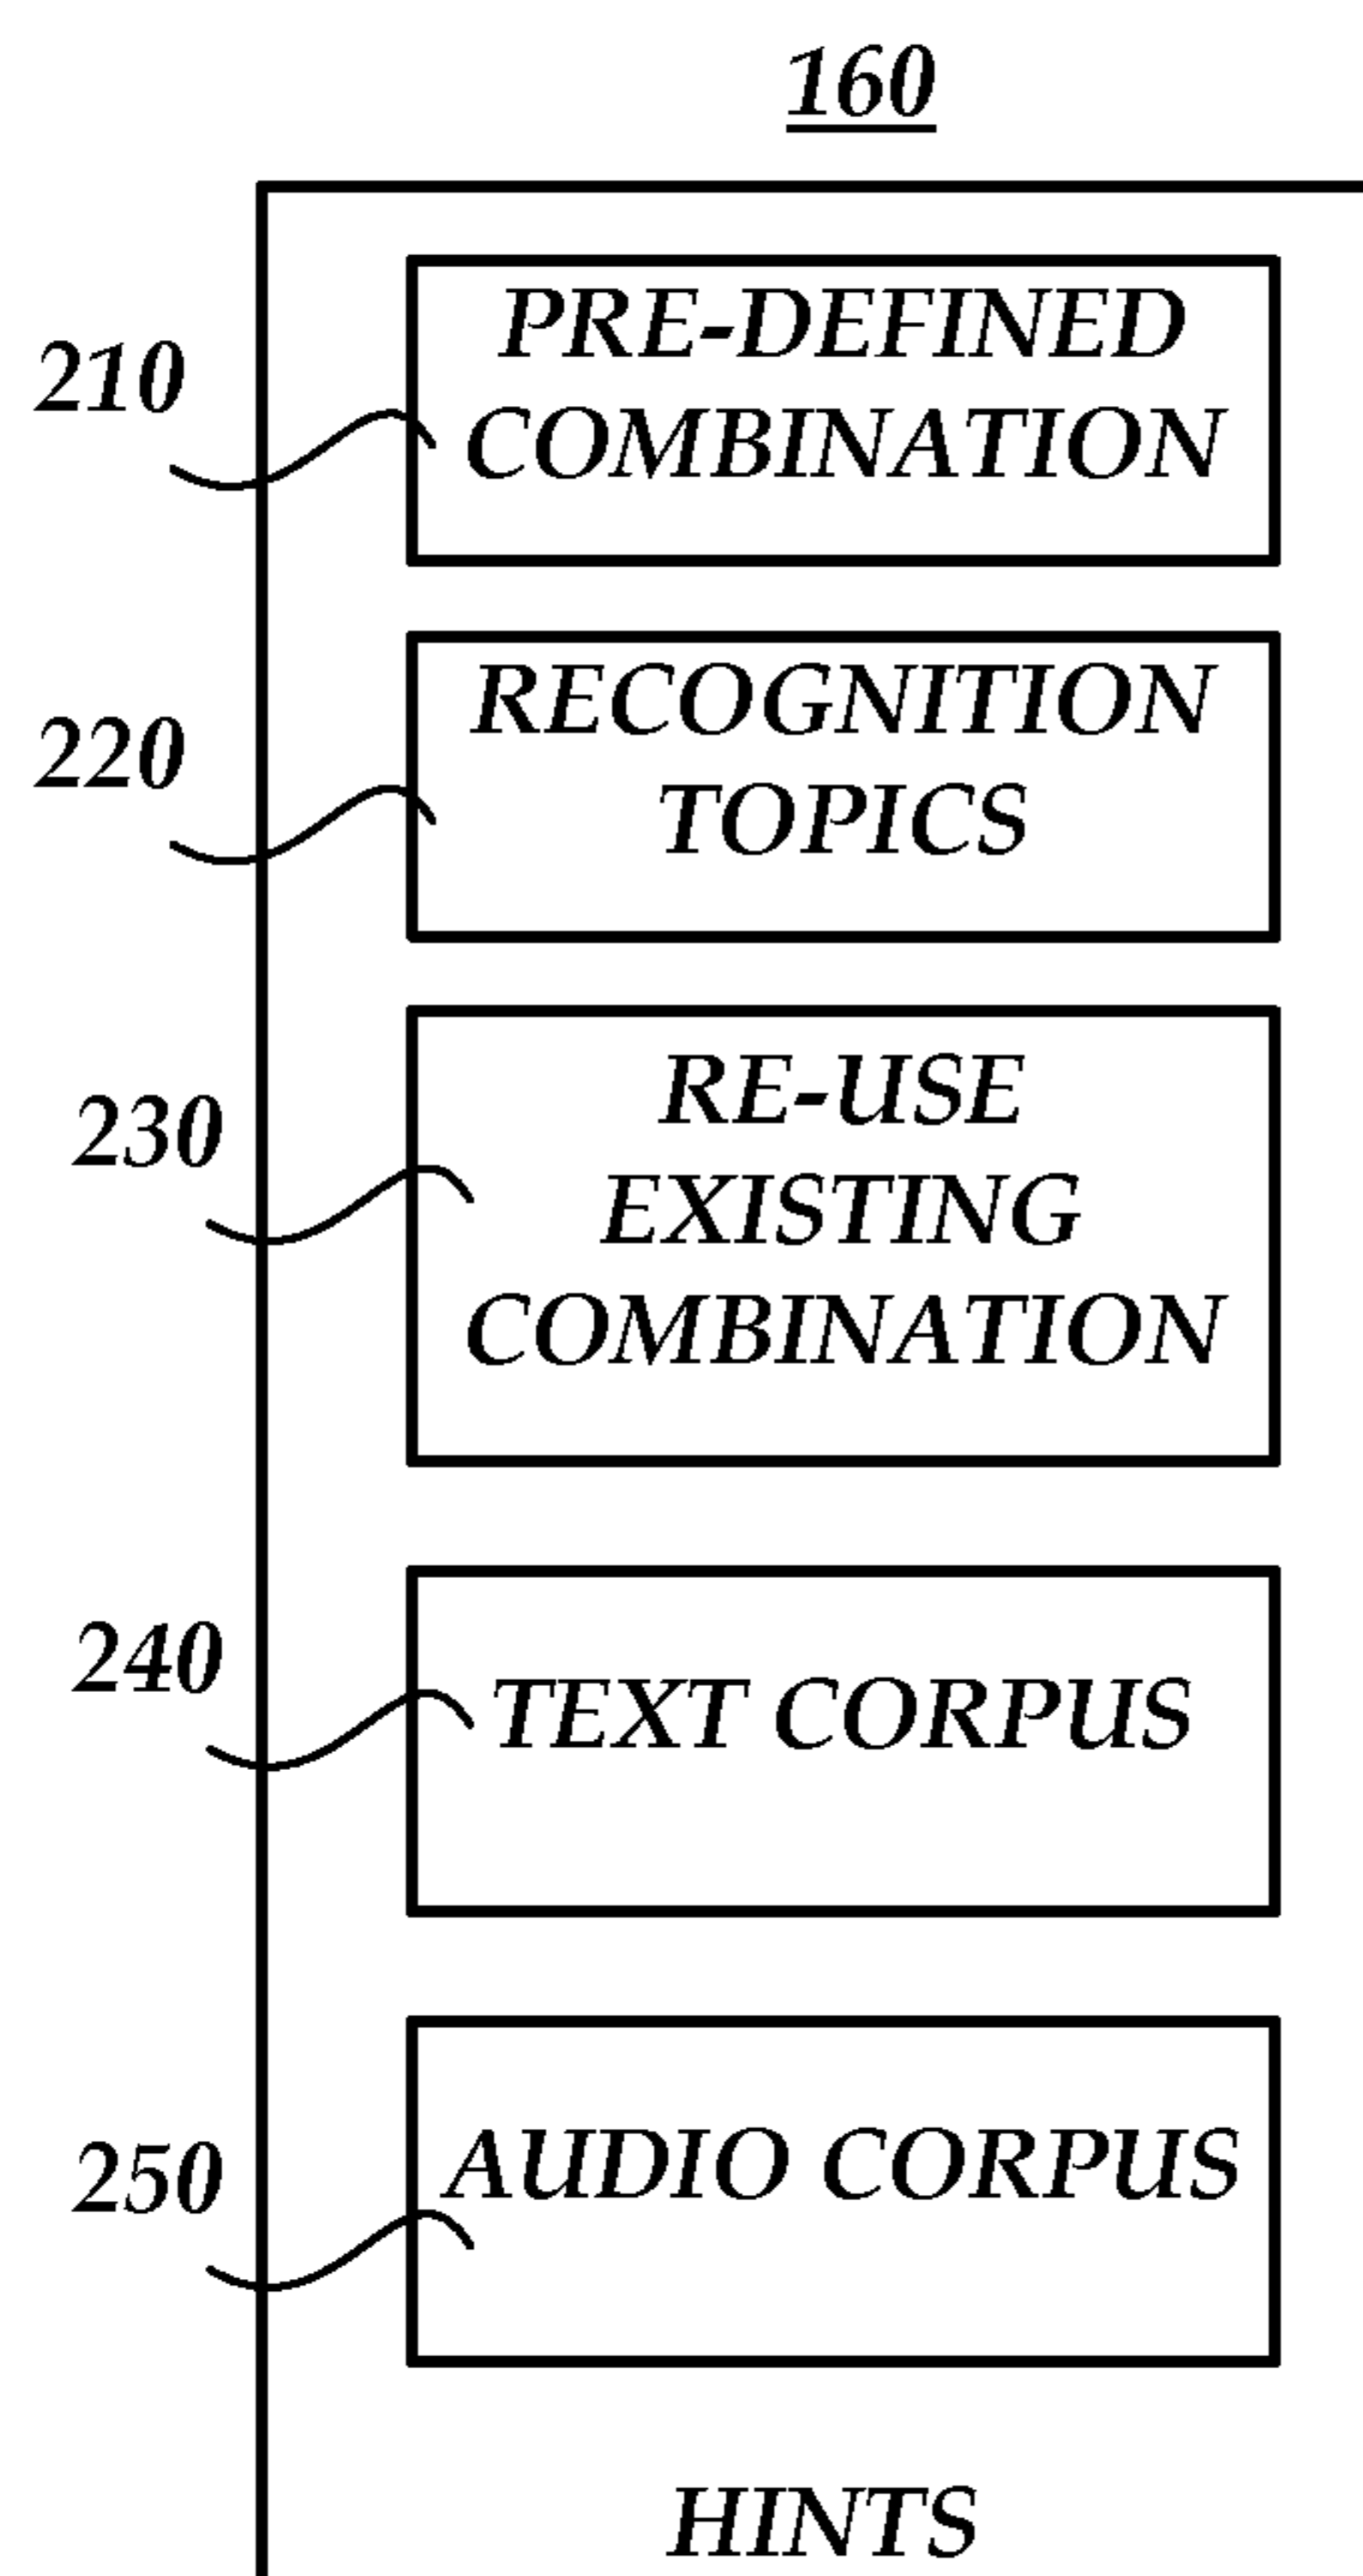 160
210
PRE-DEFINED
COMBINATION
220
RECOGNITION
TOPICS
230
RE-USE
EXISTING
COMBINATION
240
TEXT CORPUS
250
AUDIO CORPUS
HINTS